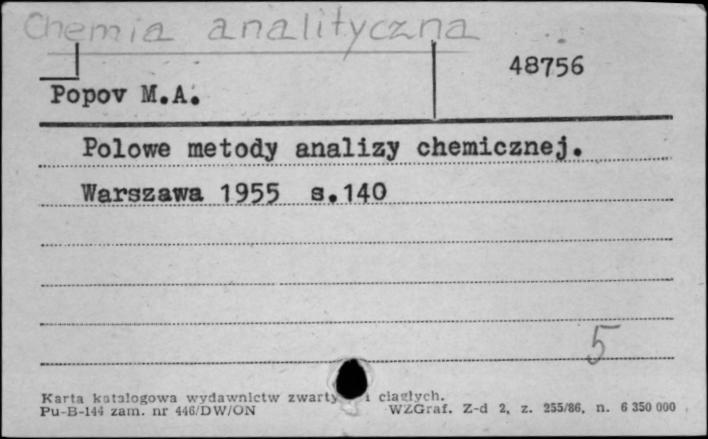 Chemia analityczna
48756
Popov M.A.
Polowe metody analizy chemicznej.
Warszawa 1955 s.140
5
Karta katalogowa wydawnictw zwarty i ciągłych.
Pu-B-144 zam. nr 446/DW/ON WZGraf. Z-d 2, z. 255/86, n. 6 350 000